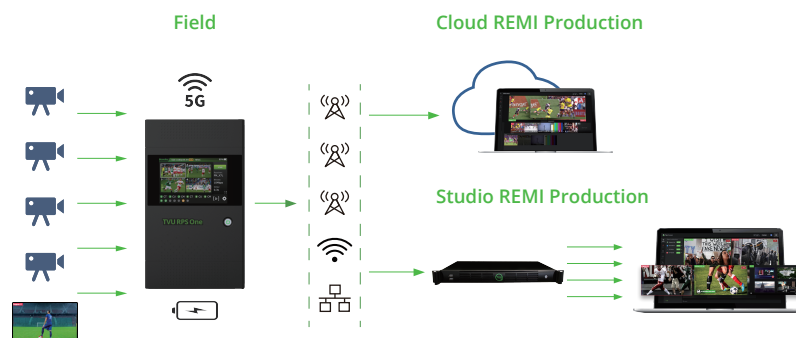 Field
Cloud REMI Production
5G
TVU RPS One
Studio REMI Production